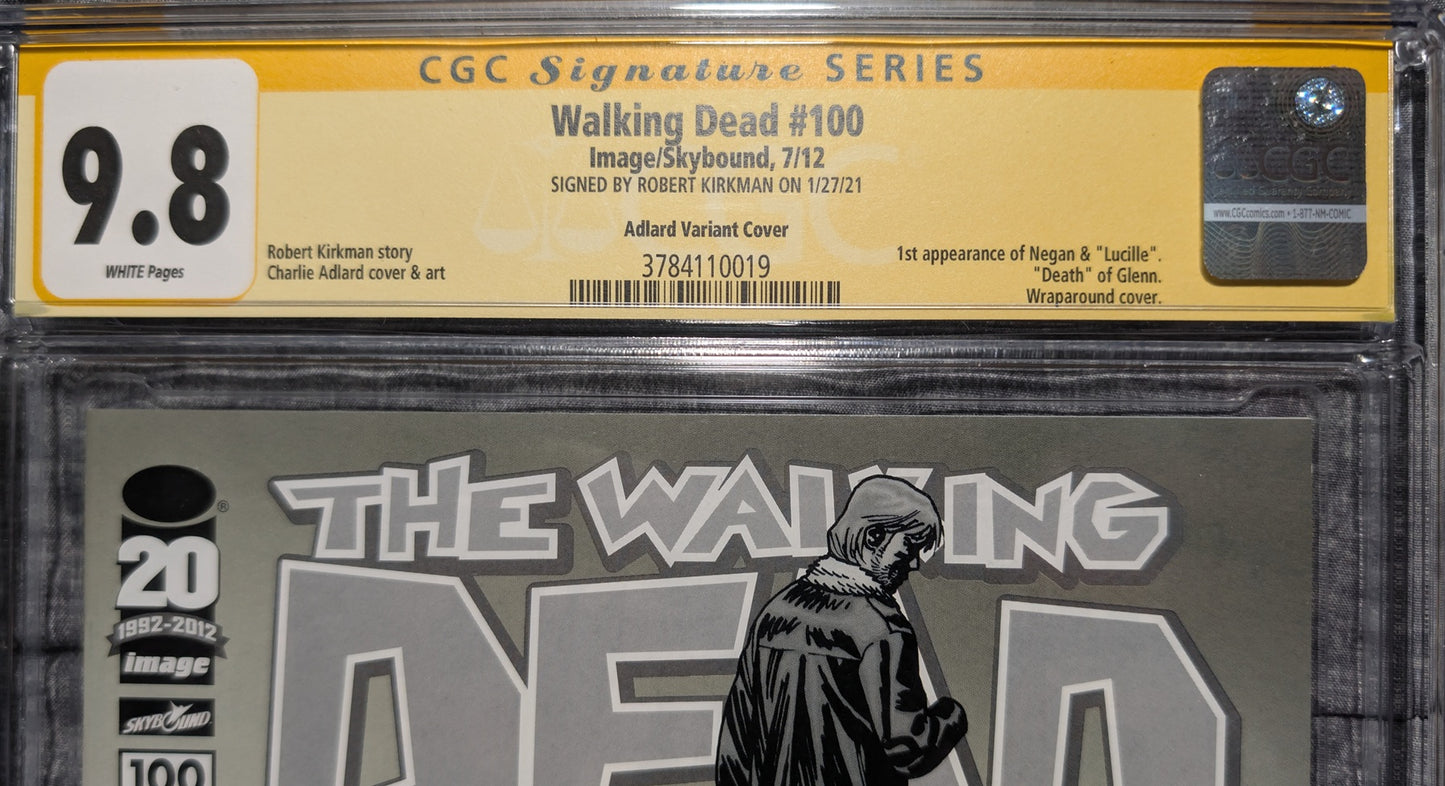 CGC Signature SERIES
9.8
WHITE Pages
Walking Dead #100
Image/Skybound, 7/12
SIGNED BY ROBERT KIRKMAN ON 1/27/21
Adlard Variant Cover
3784110019
Robert Kirkman story
Charlie Adlard cover & art
1st appearance of Negan & "Lucille".
"Death" of Glenn.
Wraparound cover.
CGC
www.CGCcomics.com • 1-877-NM-COMIC
THE WALKING
DEAD
®
20
1992-2012
image
SKYBOUND
100